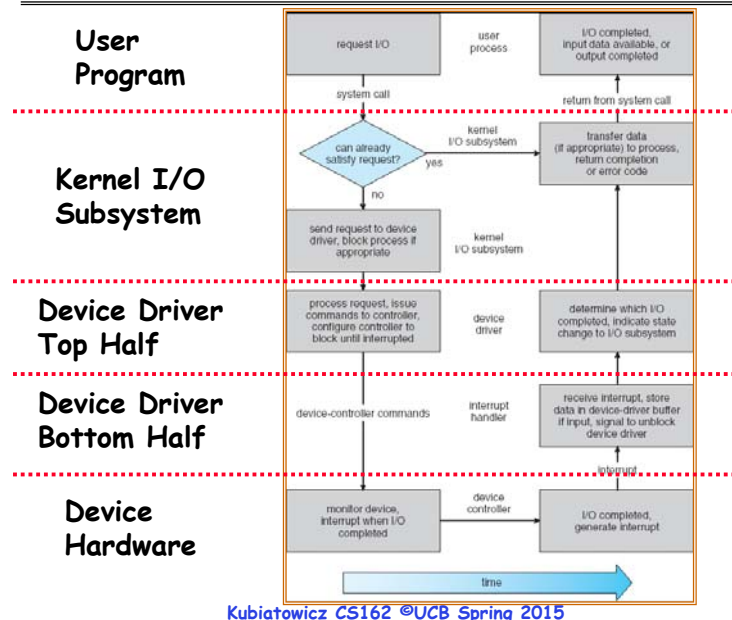 User
Program
request I/O
user
process
I/O completed,
input data available, or
output completed
system call
return from system call
Kernel I/O
Subsystem
can already
satisfy request?
yes
no
kernel
I/O subsystem
transfer data
(if appropriate) to process,
return completion
or error code
send request to device
driver, block process if
appropriate
kernel
I/O subsystem
Device Driver
Top Half
process request, issue
commands to controller,
configure controller to
block until interrupted
device
driver
determine which I/O
completed, indicate state
change to I/O subsystem
Device Driver
Bottom Half
device-controller commands
interrupt
handler
receive interrupt, store
data in device-driver buffer
if input, signal to unblock
device driver
interrupt
Device
Hardware
monitor device,
interrupt when I/O
completed
device
controller
I/O completed,
generate interrupt
time
Kubiatowicz CS162 ©UCB Spring 2015